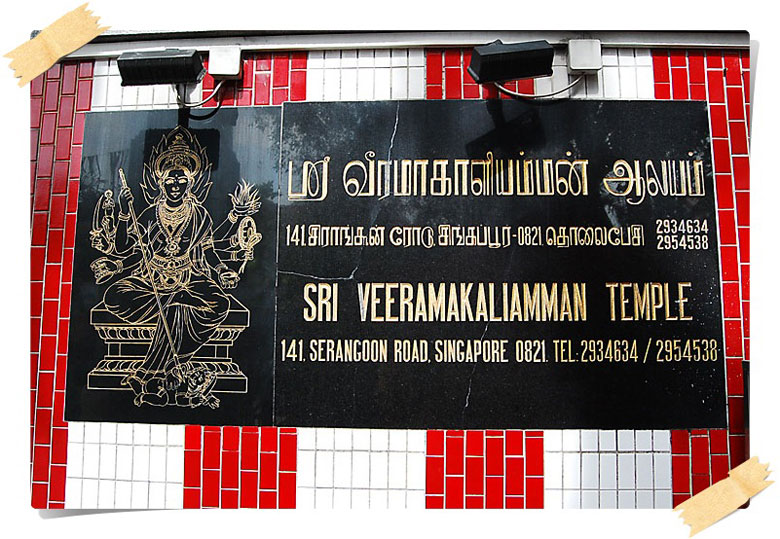 ஸ்ரீ வீரமாகாளியம்மன் ஆலயம்
141.சிராங்கூன் ரோடு, சிங்கப்பூர்-0821. தொலைபேசி 2934634
2954538
SRI VEERAMAKALIAMMAN TEMPLE
141. SERANGOON ROAD, SINGAPORE 0821. TEL: 2934634 / 2954538